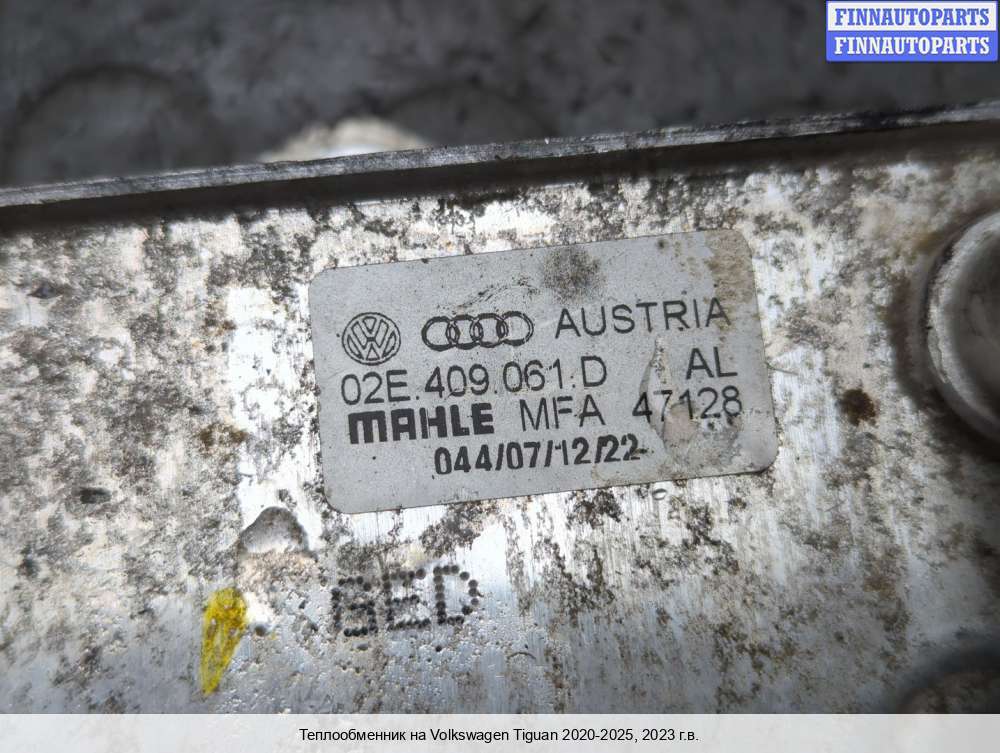 FINNAUTOPARTS
FINNAUTOPARTS
AUSTRIA
02E.409.061.D AL
MAHLE MFA 47128
044/07/12/22
Теплообменник на Volkswagen Tiguan 2020-2025, 2023 г.в.